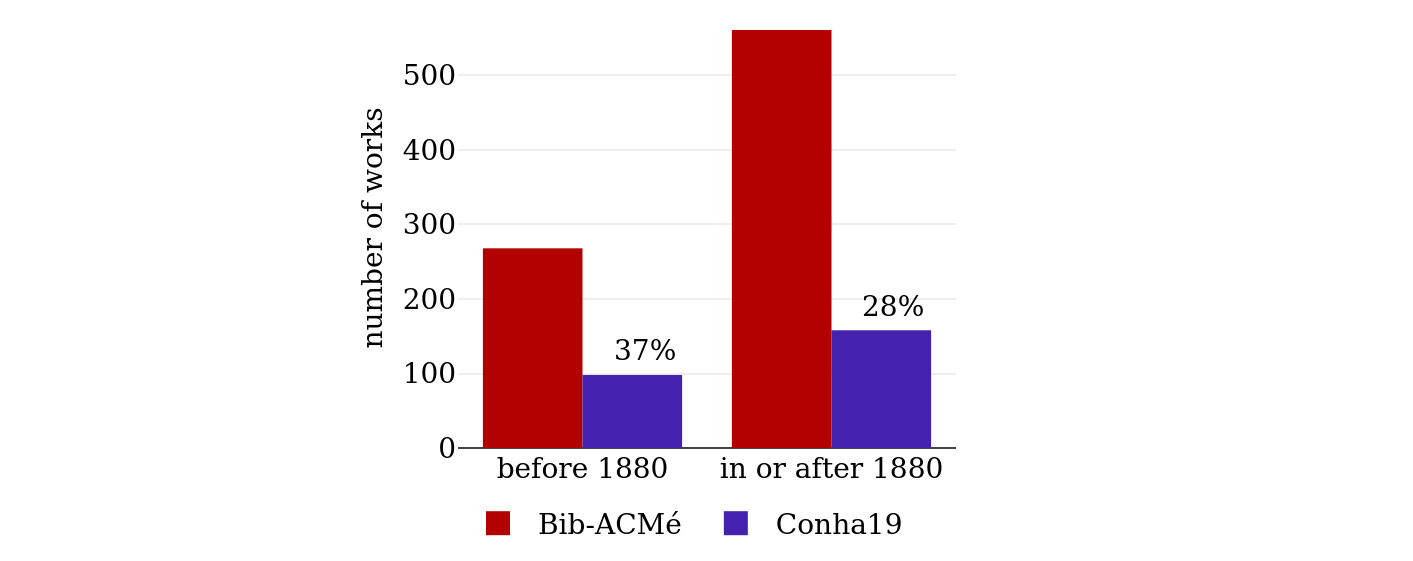 number of works
500
400
300
200
100
0
37%
28%
before 1880
in or after 1880
Bib-ACMé
Conha19